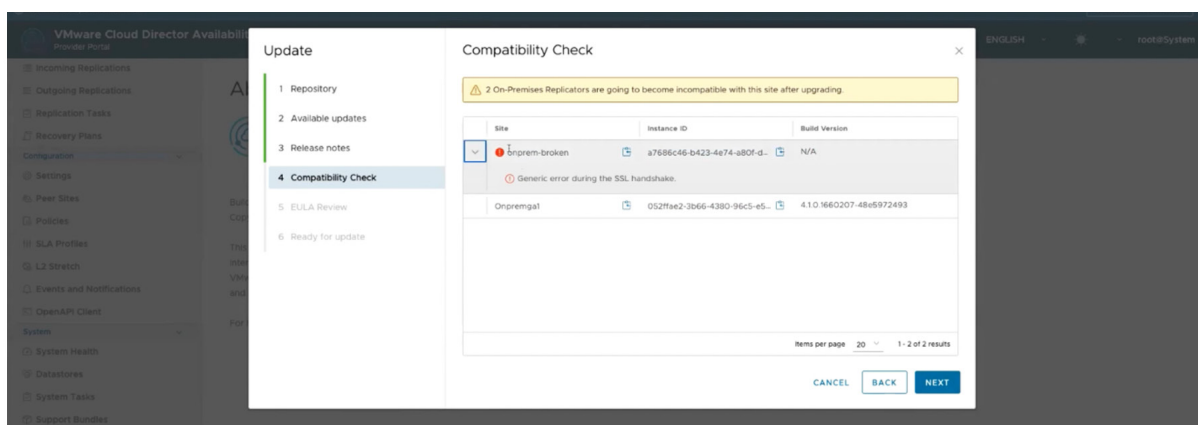 VMware Cloud Director Availabilit
Provider Portal
ENGLISH
root@System
Incoming Replications
Outgoing Replications
Replication Tasks
Recovery Plans
Configuration
Settings
Peer Sites
Policies
SLA Profiles
L2 Stretch
Events and Notifications
OpenAPI Client
System
System Health
Datastores
System Tasks
Support Bundles
Update
1 Repository
2 Available updates
3 Release notes
4 Compatibility Check
5 EULA Review
6 Ready for update
Compatibility Check
2 On-Premises Replicators are going to become incompatible with this site after upgrading.
Site Instance ID Build Version
onprem-broken a7686c46-b423-4e74-a80f-d... N/A
Generic error during the SSL handshake.
Onpremga1 052ffae2-3b66-4380-96c5-e5... 4.1.0.1660207-48e5972493
Items per page 20 1 - 2 of 2 results
CANCEL BACK NEXT